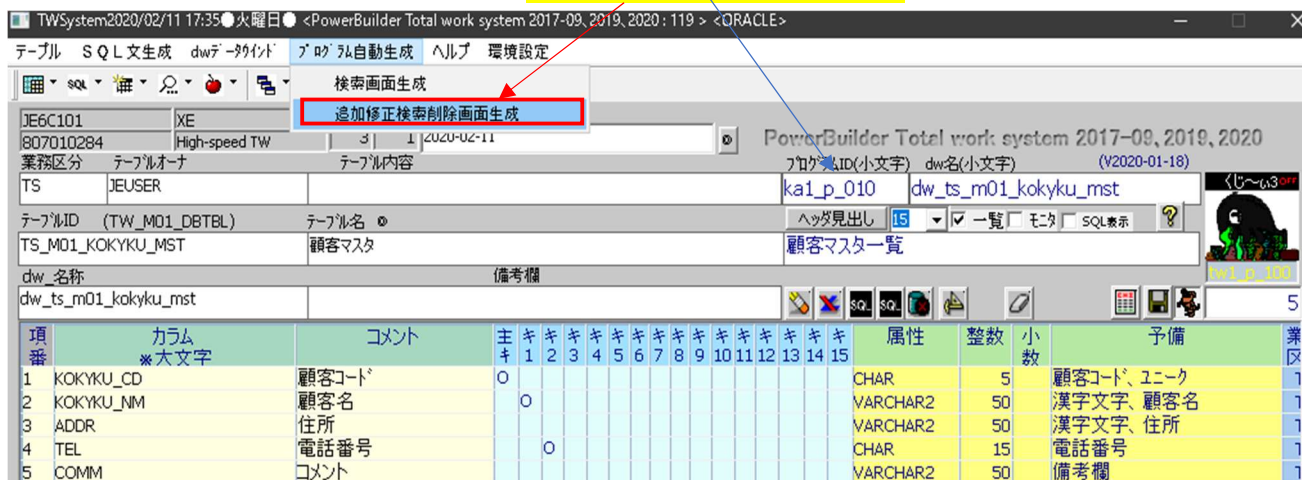 TWSystem2020/02/11 17:35●火曜日● <PowerBuilder Total work system 2017-09、2019、2020 : 119 > <ORACLE>
テーブル ＳＱＬ文生成 dwﾃﾞｰﾀｳｲﾝﾄﾞ ﾌﾟﾛｸﾞﾗﾑ自動生成 ヘルプ 環境設定
SQL
検索画面生成
追加修正検索削除画面生成
JE6C101 XE
807010284 High-speed TW 3 1 2020-02-11
PowerBuilder Total work system 2017-09,2019,2020
業務区分 テーブルオーナ テーブル内容 ﾌﾟﾛｸﾞﾗﾑID(小文字) dw名(小文字) (V2020-01-18)
TS JEUSER ka1_p_010 dw_ts_m01_kokyku_mst
くじ～ω3 OFF
テーブルID (TW_M01_DBTBL) テーブル名 ヘッダ見出し 15 一覧 ﾓﾆﾀ SQL表示 ?
TS_M01_KOKYKU_MST 顧客マスタ 顧客マスター覧
tw1_p_100
dw_名称 備考欄
dw_ts_m01_kokyku_mst SQL SQL 5
項番 カラム ※大文字 コメント 主キ キ1 キ2 キ3 キ4 キ5 キ6 キ7 キ8 キ9 キ10 キ11 キ12 キ13 キ14 キ15 属性 整数 小数 予備
1 KOKYKU_CD 顧客ｺｰﾄﾞ O CHAR 5 顧客ｺｰﾄﾞ、ﾕﾆｰｸ
2 KOKYKU_NM 顧客名 O VARCHAR2 50 漢字文字、顧客名
3 ADDR 住所 VARCHAR2 50 漢字文字、住所
4 TEL 電話番号 O CHAR 15 電話番号
5 COMM コメント VARCHAR2 50 備考欄